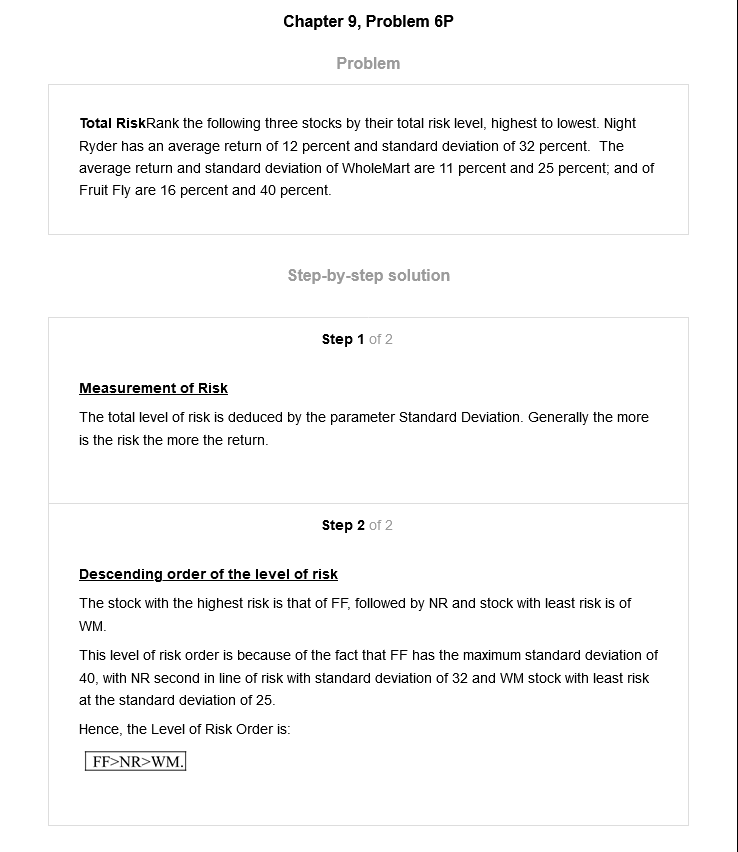 Chapter 9, Problem 6P
Problem
Total RiskRank the following three stocks by their total risk level, highest to lowest. Night
Ryder has an average return of 12 percent and standard deviation of 32 percent.  The
average return and standard deviation of WholeMart are 11 percent and 25 percent; and of
Fruit Fly are 16 percent and 40 percent.
Step-by-step solution
Step 1 of 2
Measurement of Risk
The total level of risk is deduced by the parameter Standard Deviation. Generally the more
is the risk the more the return.
Step 2 of 2
Descending order of the level of risk
The stock with the highest risk is that of FF, followed by NR and stock with least risk is of
WM.
This level of risk order is because of the fact that FF has the maximum standard deviation of
40, with NR second in line of risk with standard deviation of 32 and WM stock with least risk
at the standard deviation of 25.
Hence, the Level of Risk Order is:
FF>NR>WM.